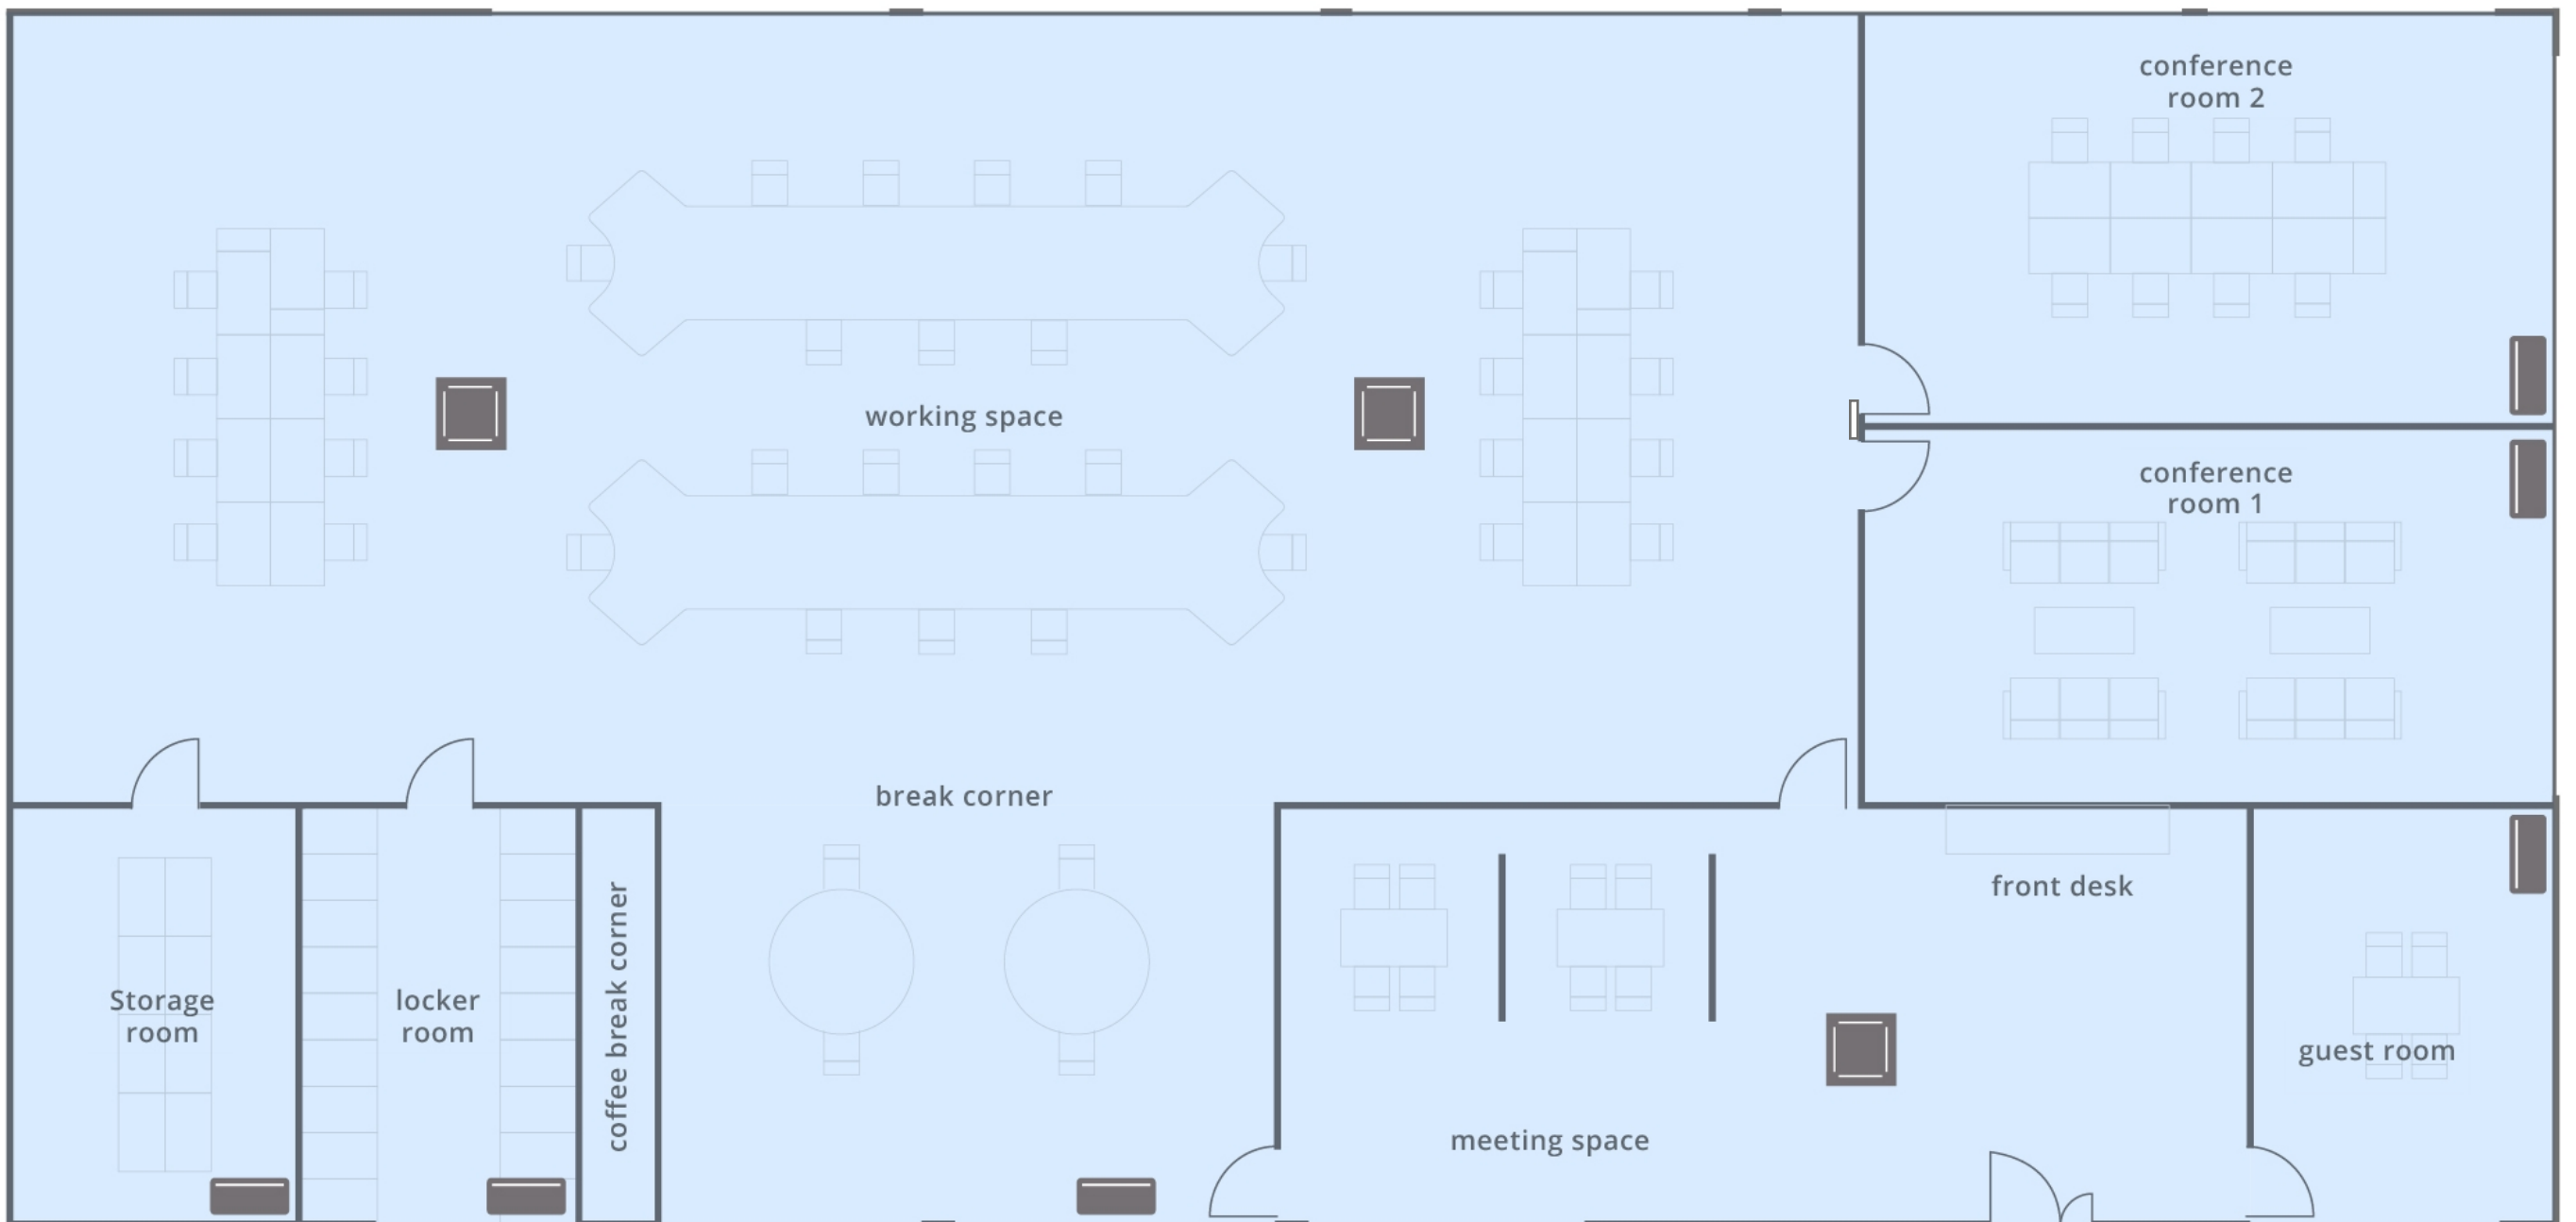 conference
room 2
working space
conference
room 1
break corner
front desk
coffee break corner
Storage
room
locker
room
guest room
meeting space